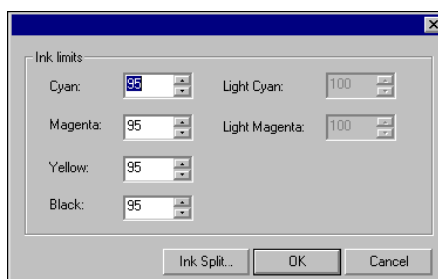 Ink limits
Cyan: 95 Light Cyan: 100
Magenta: 95 Light Magenta: 100
Yellow: 95
Black: 95
Ink Split... OK Cancel